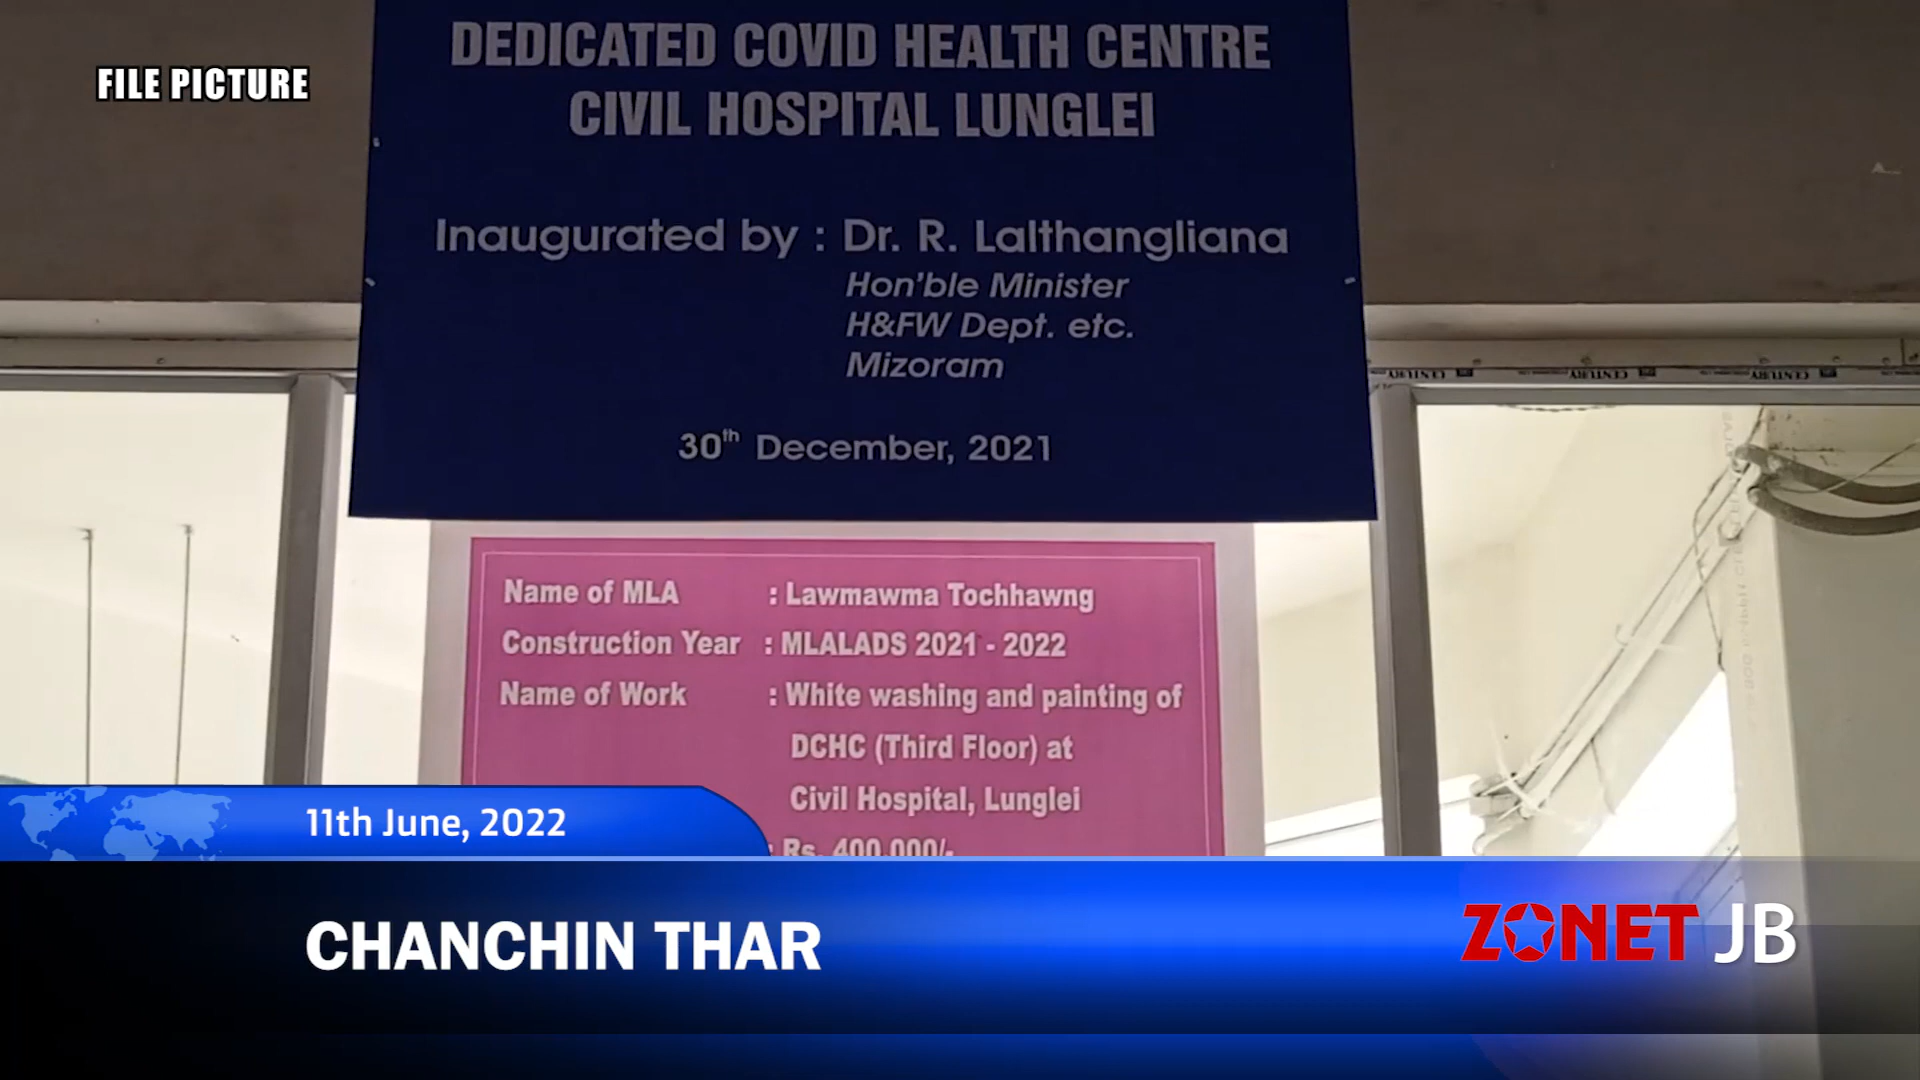 FILE PICTURE
DEDICATED COVID HEALTH CENTRE
CIVIL HOSPITAL LUNGLEI
Inaugurated by : Dr. R. Lalthangliana
Hon'ble Minister
H&FW Dept. etc.
Mizoram
30th December, 2021
CENTURY CENTURY CENTURY
Name of MLA : Lawmawma Tochhawng
Construction Year : MLALADS 2021 - 2022
Name of Work : White washing and painting of
DCHC (Third Floor) at
Civil Hospital, Lunglei
: Rs. 400,000/-
11th June, 2022
CHANCHIN THAR
ZONET JB